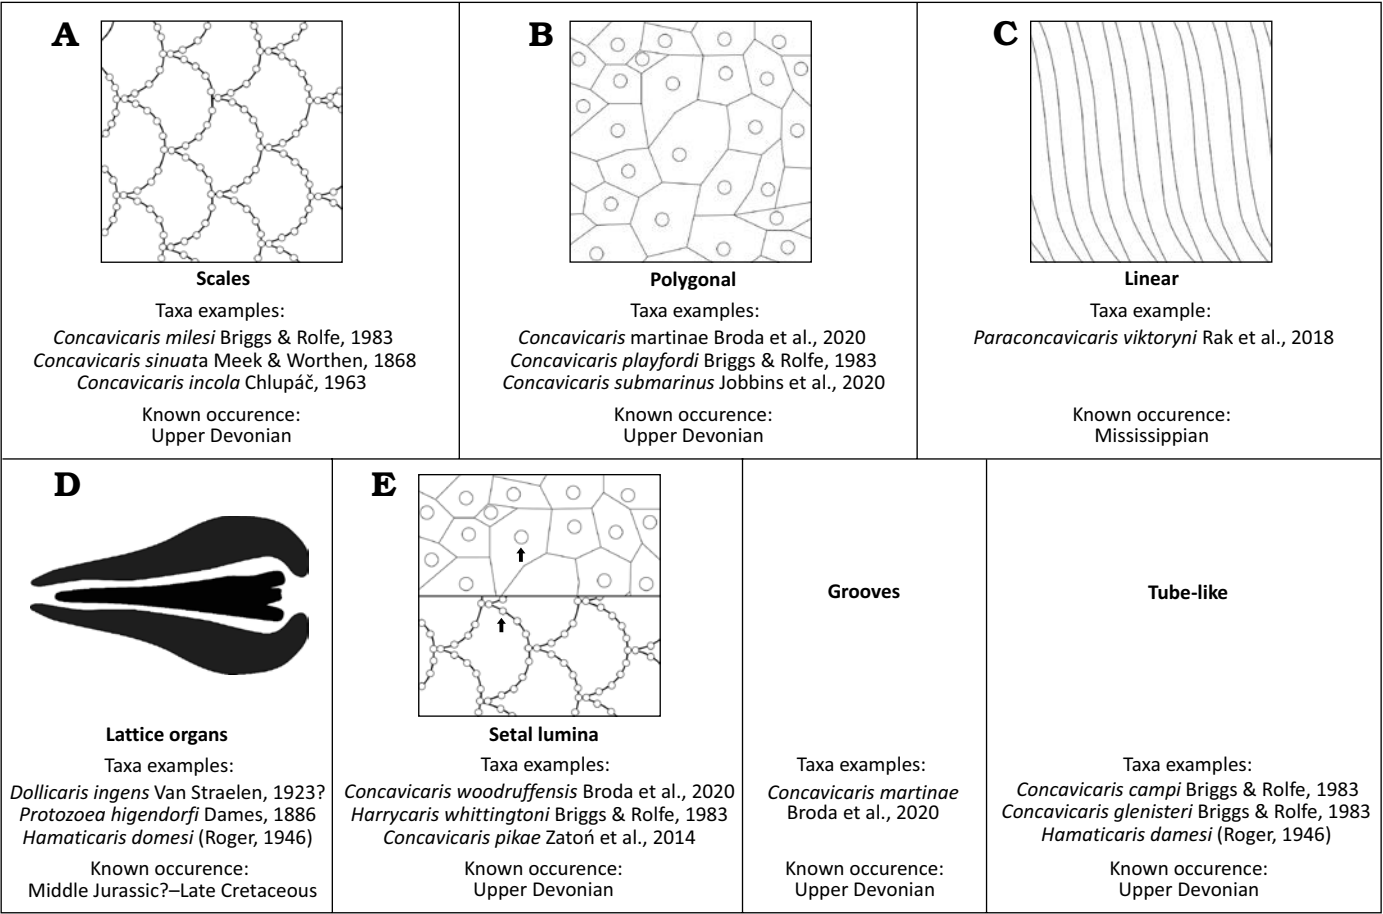 A
Scales
Taxa examples:
Concavicaris milesi Briggs & Rolfe, 1983
Concavicaris sinuata Meek & Worthen, 1868
Concavicaris incola Chlupáč, 1963
Known occurence:
Upper Devonian
B
Polygonal
Taxa examples:
Concavicaris martinae Broda et al., 2020
Concavicaris playfordi Briggs & Rolfe, 1983
Concavicaris submarinus Jobbins et al., 2020
Known occurence:
Upper Devonian
C
Linear
Taxa example:
Paraconcavicaris viktoryni Rak et al., 2018
Known occurence:
Mississippian
D
Lattice organs
Taxa examples:
Dollicaris ingens Van Straelen, 1923?
Protozoea higendorfi Dames, 1886
Hamaticaris domesi (Roger, 1946)
Known occurence:
Middle Jurassic?–Late Cretaceous
E
Setal lumina
Taxa examples:
Concavicaris woodruffensis Broda et al., 2020
Harrycaris whittingtoni Briggs & Rolfe, 1983
Concavicaris pikae Zatoń et al., 2014
Known occurence:
Upper Devonian
Grooves
Taxa examples:
Concavicaris martinae
Broda et al., 2020
Known occurence:
Upper Devonian
Tube-like
Taxa examples:
Concavicaris campi Briggs & Rolfe, 1983
Concavicaris glenisteri Briggs & Rolfe, 1983
Hamaticaris damesi (Roger, 1946)
Known occurence:
Upper Devonian